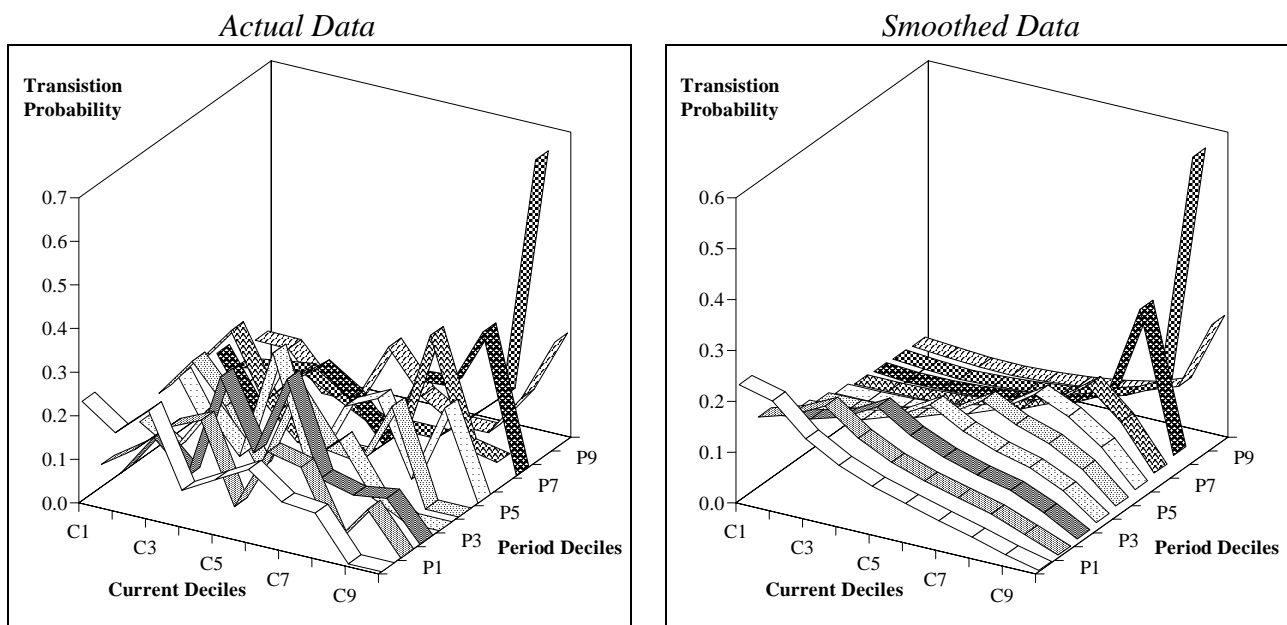 Actual Data
Transistion
Probability
0.7
0.6
0.5
0.4
0.3
0.2
0.1
0.0
C1
C3
C5
C7
C9
Current Deciles
P1
P3
P5
P7
P9
Period Deciles
Smoothed Data
Transistion
Probability
0.6
0.5
0.4
0.3
0.2
0.1
0.0
C1
C3
C5
C7
C9
Current Deciles
P1
P3
P5
P7
P9
Period Deciles